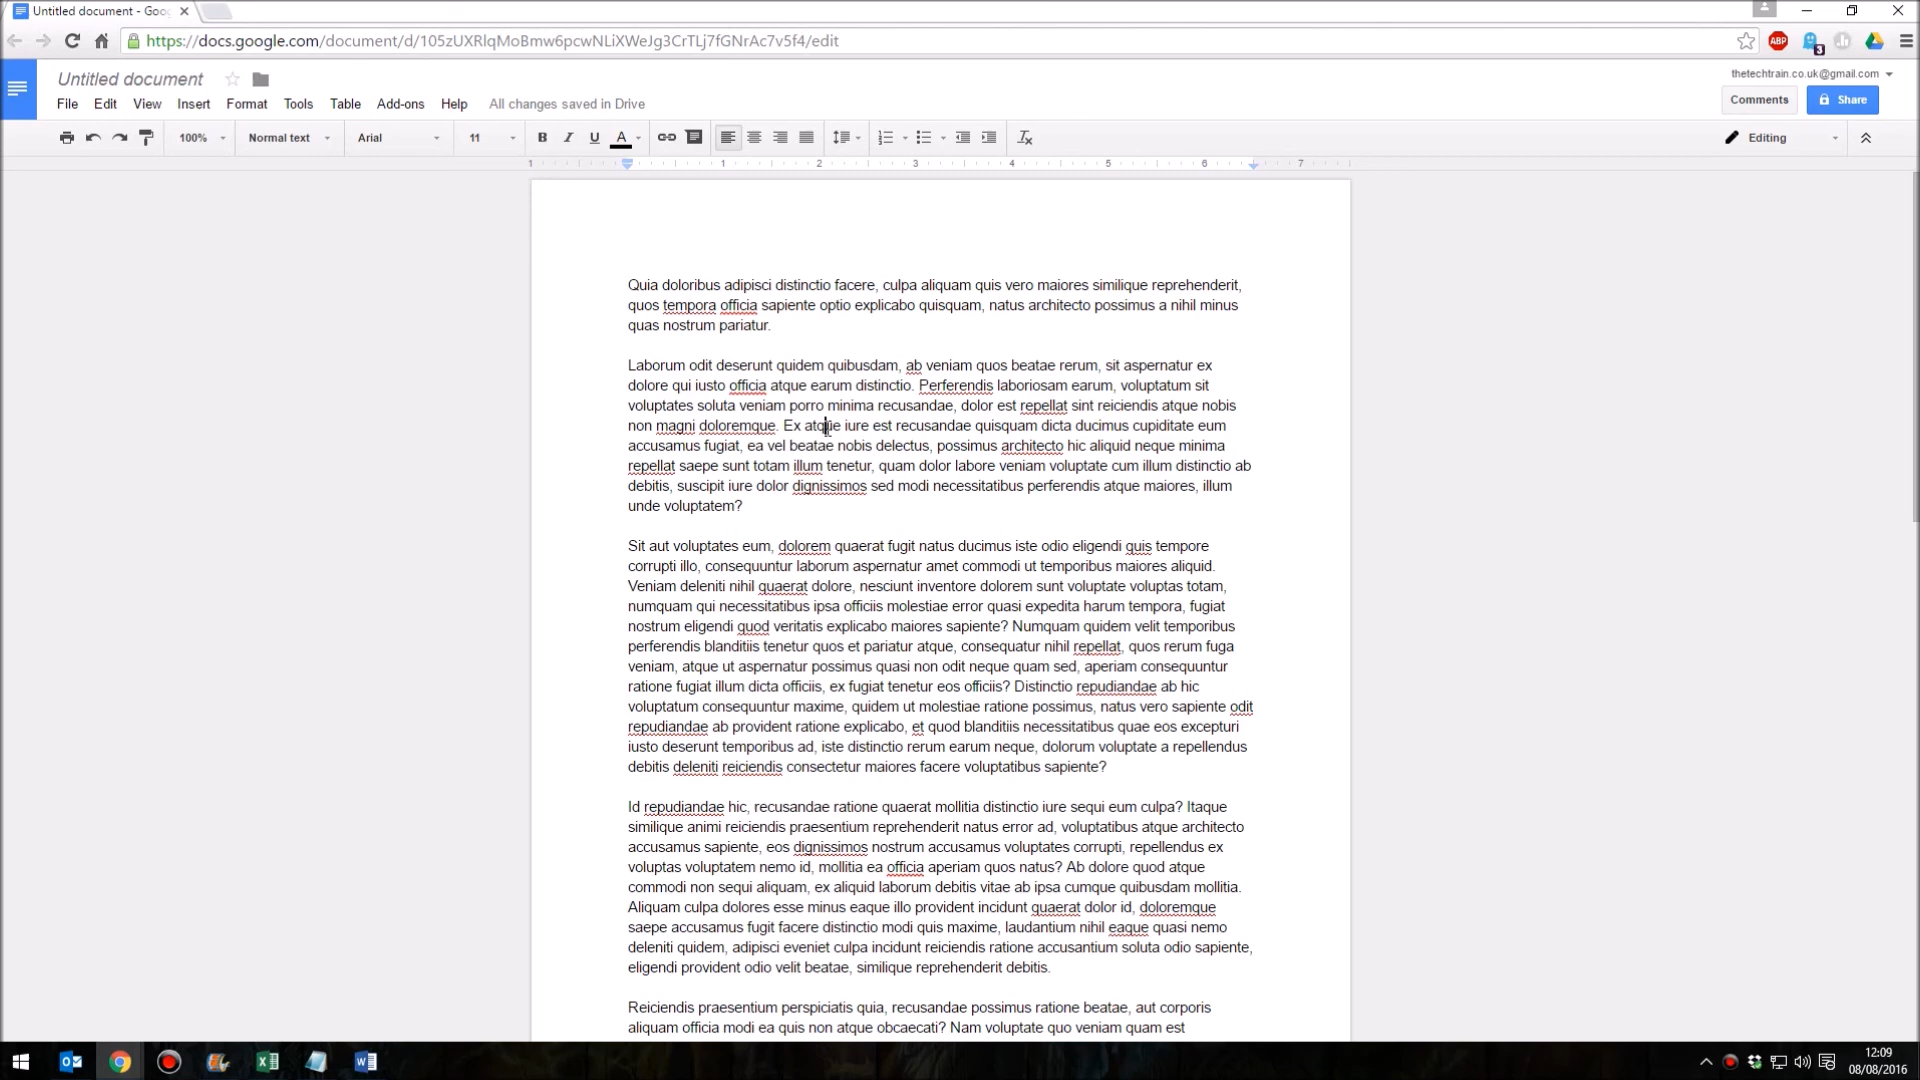 Untitled document - Goo
https://docs.google.com/document/d/105zUXRlqMoBmw6pcwNLiXWeJg3CrTLj7fGNrAc7v5f4/edit
ABP
3
Untitled document
thetechtrain.co.uk@gmail.com
File Edit View Insert Format Tools Table Add-ons Help All changes saved in Drive
Comments Share
100% Normal text Arial 11 B I U A Editing
1 1 2 3 4 5 6 7
Quia doloribus adipisci distinctio facere, culpa aliquam quis vero maiores similique reprehenderit,
quos tempora officia sapiente optio explicabo quisquam, natus architecto possimus a nihil minus
quas nostrum pariatur.
Laborum odit deserunt quidem quibusdam, ab veniam quos beatae rerum, sit aspernatur ex
dolore qui iusto officia atque earum distinctio. Perferendis laboriosam earum, voluptatum sit
voluptates soluta veniam porro minima recusandae, dolor est repellat sint reiciendis atque nobis
non magni doloremque. Ex atque iure est recusandae quisquam dicta ducimus cupiditate eum
accusamus fugiat, ea vel beatae nobis delectus, possimus architecto hic aliquid neque minima
repellat saepe sunt totam illum tenetur, quam dolor labore veniam voluptate cum illum distinctio ab
debitis, suscipit iure dolor dignissimos sed modi necessitatibus perferendis atque maiores, illum
unde voluptatem?
Sit aut voluptates eum, dolorem quaerat fugit natus ducimus iste odio eligendi quis tempore
corrupti illo, consequuntur laborum aspernatur amet commodi ut temporibus maiores aliquid.
Veniam deleniti nihil quaerat dolore, nesciunt inventore dolorem sunt voluptate voluptas totam,
numquam qui necessitatibus ipsa officiis molestiae error quasi expedita harum tempora, fugiat
nostrum eligendi quod veritatis explicabo maiores sapiente? Numquam quidem velit temporibus
perferendis blanditiis tenetur quos et pariatur atque, consequatur nihil repellat, quos rerum fuga
veniam, atque ut aspernatur possimus quasi non odit neque quam sed, aperiam consequuntur
ratione fugiat illum dicta officiis, ex fugiat tenetur eos officiis? Distinctio repudiandae ab hic
voluptatum consequuntur maxime, quidem ut molestiae ratione possimus, natus vero sapiente odit
repudiandae ab provident ratione explicabo, et quod blanditiis necessitatibus quae eos excepturi
iusto deserunt temporibus ad, iste distinctio rerum earum neque, dolorum voluptate a repellendus
debitis deleniti reiciendis consectetur maiores facere voluptatibus sapiente?
Id repudiandae hic, recusandae ratione quaerat mollitia distinctio iure sequi eum culpa? Itaque
similique animi reiciendis praesentium reprehenderit natus error ad, voluptatibus atque architecto
accusamus sapiente, eos dignissimos nostrum accusamus voluptates corrupti, repellendus ex
voluptas voluptatem nemo id, mollitia ea officia aperiam quos natus? Ab dolore quod atque
commodi non sequi aliquam, ex aliquid laborum debitis vitae ab ipsa cumque quibusdam mollitia.
Aliquam culpa dolores esse minus eaque illo provident incidunt quaerat dolor id, doloremque
saepe accusamus fugit facere distinctio modi quis maxime, laudantium nihil eaque quasi nemo
deleniti quidem, adipisci eveniet culpa incidunt reiciendis ratione accusantium soluta odio sapiente,
eligendi provident odio velit beatae, similique reprehenderit debitis.
Reiciendis praesentium perspiciatis quia, recusandae possimus ratione beatae, aut corporis
aliquam officia modi ea quis non atque obcaecati? Nam voluptate quo veniam quam est
12:09
08/08/2016